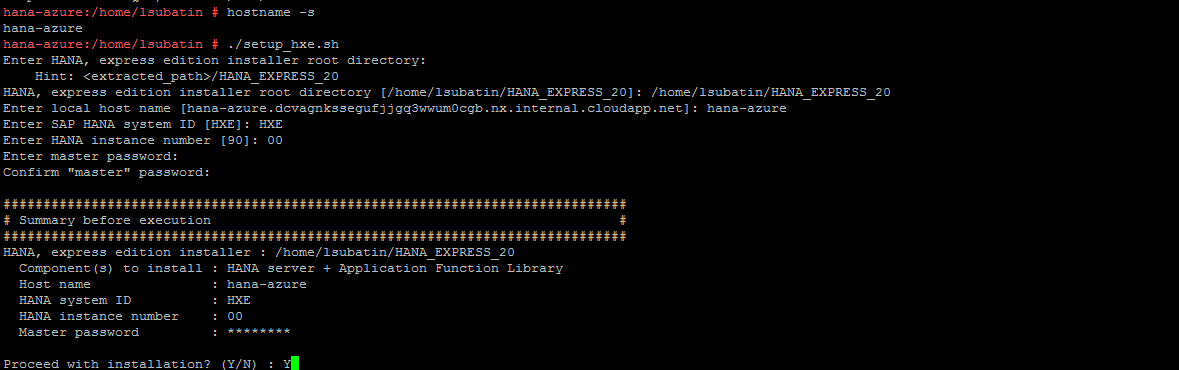 hana-azure:/home/lsubatin # hostname -s
hana-azure
hana-azure:/home/lsubatin # ./setup_hxe.sh
Enter HANA, express edition installer root directory:
    Hint: <extracted_path>/HANA_EXPRESS_20
HANA, express edition installer root directory [/home/lsubatin/HANA_EXPRESS_20]: /home/lsubatin/HANA_EXPRESS_20
Enter local host name [hana-azure.dcvagnkssegufjjgq3wwum0cgb.nx.internal.cloudapp.net]: hana-azure
Enter SAP HANA system ID [HXE]: HXE
Enter HANA instance number [90]: 00
Enter master password:
Confirm "master" password:
##############################################################################
# Summary before execution                                                   #
##############################################################################
HANA, express edition installer : /home/lsubatin/HANA_EXPRESS_20
  Component(s) to install : HANA server + Application Function Library
  Host name               : hana-azure
  HANA system ID          : HXE
  HANA instance number    : 00
  Master password         : ********
Proceed with installation? (Y/N) : Y